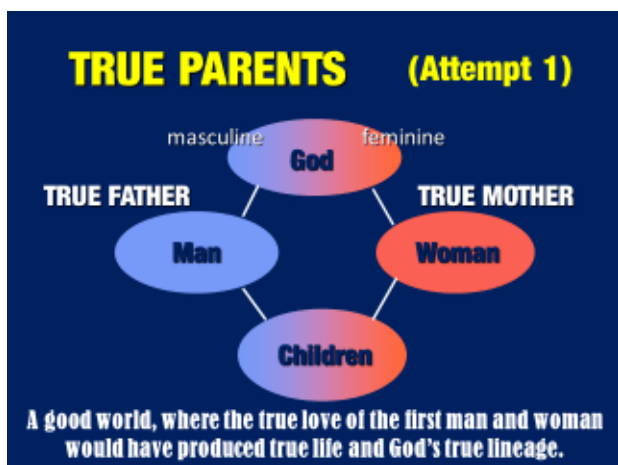 TRUE PARENTS (Attempt 1)
masculine feminine
God
TRUE FATHER TRUE MOTHER
Man Woman
Children
A good world, where the true love of the first man and woman
would have produced true life and God's true lineage.